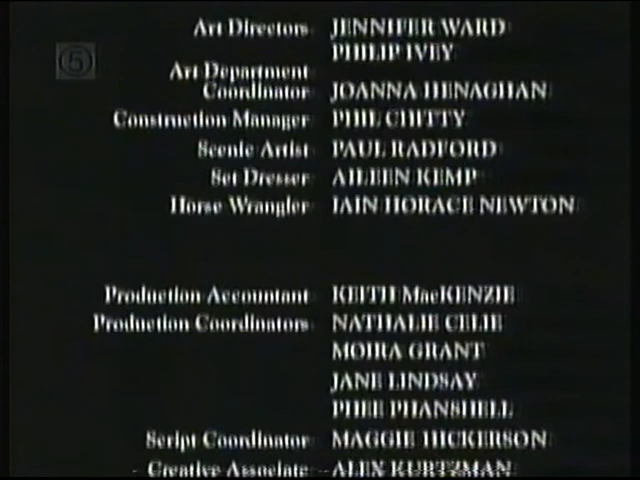 Art Directors JENNIFER WARD
PHILIP IVEY
5
Art Department
Coordinator JOANNA HENAGHAN
Construction Manager PHIL CHITTY
Scenic Artist PAUL RADFORD
Set Dresser AILEEN KEMP
Horse Wrangler IAIN HORACE NEWTON
Production Accountant KEITH MacKENZIE
Production Coordinators NATHALIE CELIE
MOIRA GRANT
JANE LINDSAY
PHEE PHANSHELL
Script Coordinator MAGGIE HICKERSON
Creative Associate ALEX KURTZMAN